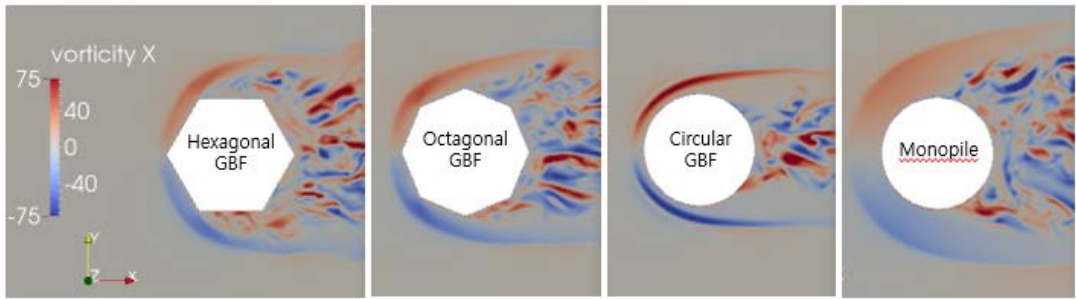 vorticity X
75
40
0
-40
-75
Y
Z X
Hexagonal
GBF
Octagonal
GBF
Circular
GBF
Monopile